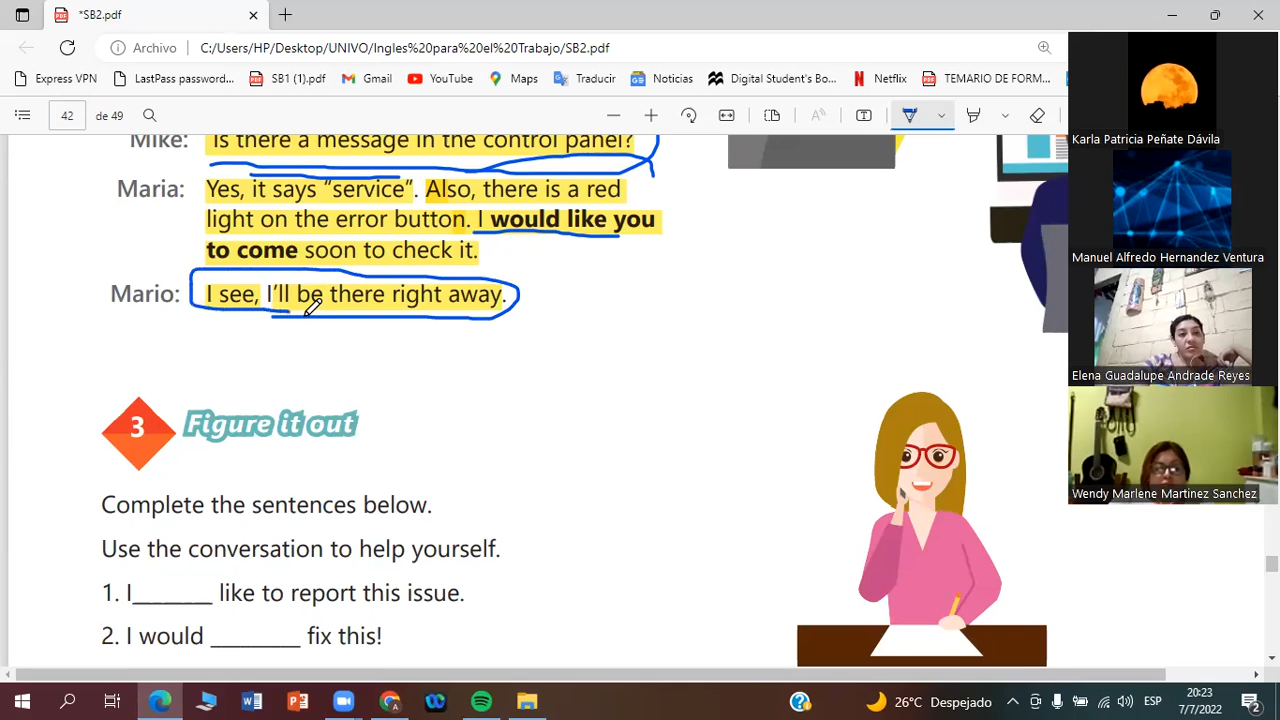 *SB2.pdf
Archivo
C:/Users/HP/Desktop/UNIVO/Ingles%20para%20el%20Trabajo/SB2.pdf
Express VPN
LastPass password...
SB1 (1).pdf
Gmail
YouTube
Maps
Traducir
Noticias
Digital Student's Bo...
Netflix
TEMARIO DE FORM...
42
de 49
Mike: Is there a message in the control panel?
Maria: Yes, it says "service". Also, there is a red
light on the error button. I would like you
to come soon to check it.
Mario: I see, I'll be there right away.
3 Figure it out
Complete the sentences below.
Use the conversation to help yourself.
1. I________ like to report this issue.
2. I would _________ fix this!
Karla Patricia Peñate Dávila
Manuel Alfredo Hernandez Ventura
Elena Guadalupe Andrade Reyes
Wendy Marlene Martinez Sanchez
26°C Despejado
ESP
20:23
7/7/2022
2